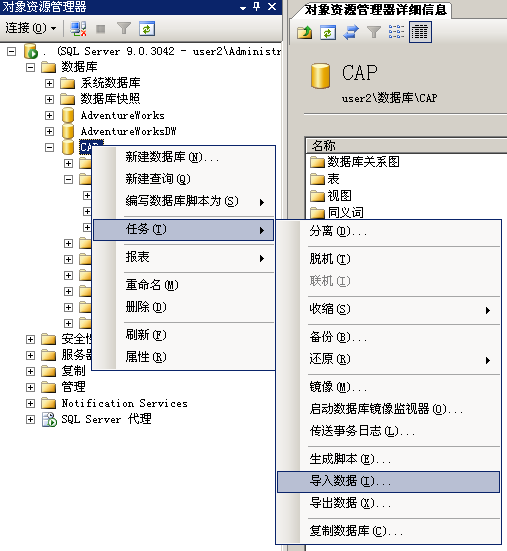 对象资源管理器
连接(O)
. (SQL Server 9.0.3042 - user2\Administr
数据库
系统数据库
数据库快照
AdventureWorks
AdventureWorksDW
CAP
安全性
服务器
复制
管理
Notification Services
SQL Server 代理
新建数据库(N)...
新建查询(Q)
编写数据库脚本为(S)
任务(T)
报表
重命名(M)
删除(D)
刷新(F)
属性(R)
对象资源管理器详细信息
CAP
user2\数据库\CAP
名称
数据库关系图
表
视图
同义词
分离(D)...
脱机(T)
联机(I)
收缩(S)
备份(B)...
还原(R)
镜像(M)...
启动数据库镜像监视器(O)...
传送事务日志(L)...
生成脚本(E)...
导入数据(I)...
导出数据(X)...
复制数据库(C)...